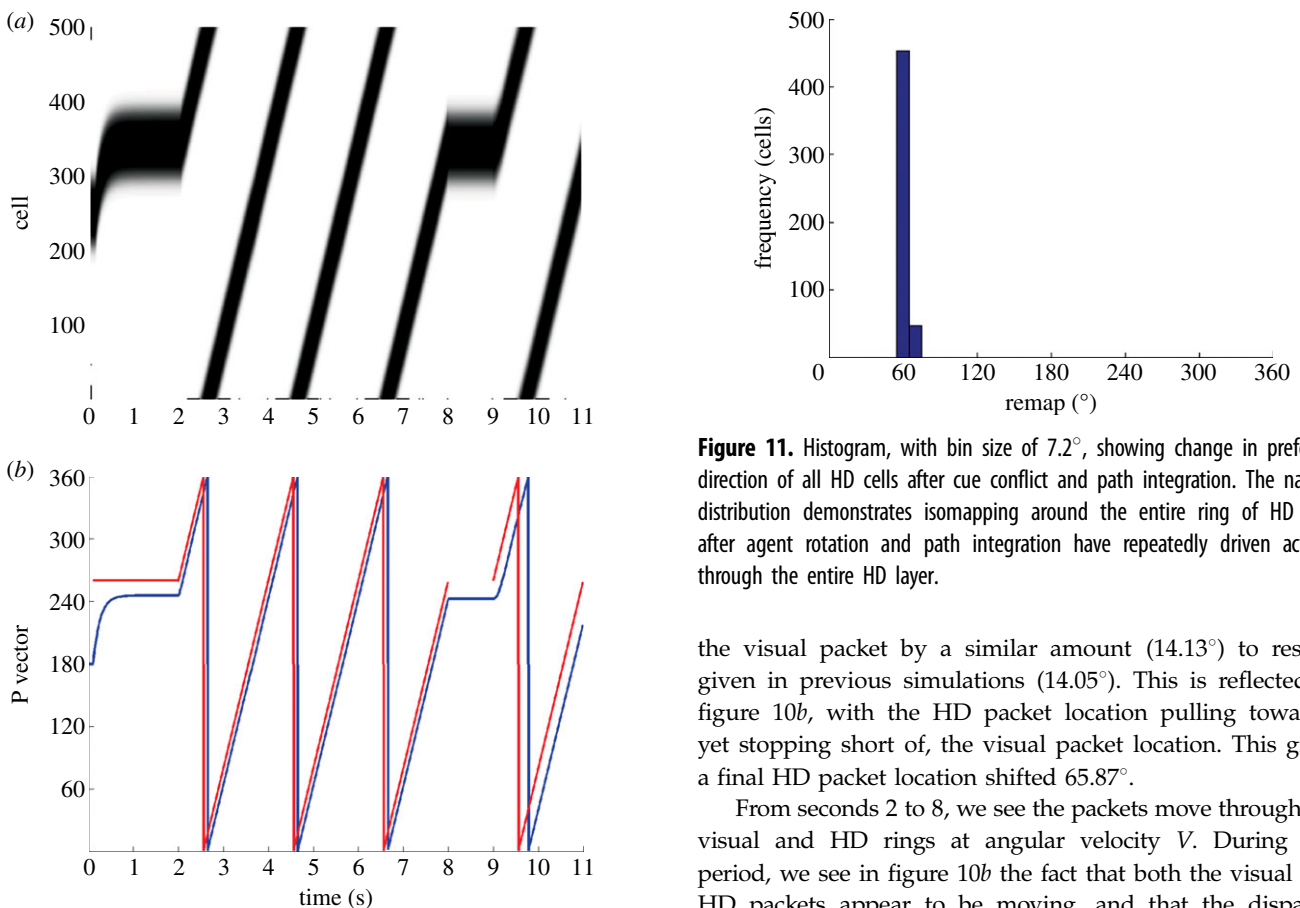 (a)
500
400
300
200
100
cell
0 1 2 3 4 5 6 7 8 9 10 11
(b)
360
300
240
180
120
60
P vector
0 1 2 3 4 5 6 7 8 9 10 11
time (s)
500
400
300
200
100
frequency (cells)
0 60 120 180 240 300 360
remap (°)
Figure 11. Histogram, with bin size of 7.2°, showing change in
direction of all HD cells after cue conflict and path integration. The
distribution demonstrates isomapping around the entire ring of HD
after agent rotation and path integration have repeatedly driven
through the entire HD layer.
the visual packet by a similar amount (14.13°) to
given in previous simulations (14.05°). This is reflected
figure 10b, with the HD packet location pulling
yet stopping short of, the visual packet location. This
a final HD packet location shifted 65.87°.
From seconds 2 to 8, we see the packets move through
visual and HD rings at angular velocity V. During
period, we see in figure 10b the fact that both the visual
HD packets appear to be moving, and that the